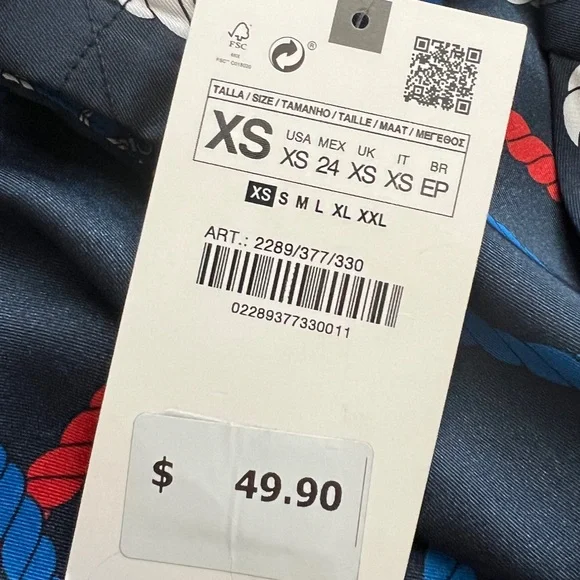 FSC
TALLA / SIZE / TAMANHO / TAILLE / MAAT / ΜΕΓΕΘΟΣ
XS USA MEX UK IT BR
XS 24 XS XS EP
XS S M L XL XXL
ART.: 2289/377/330
02289377330011
$ 49.90